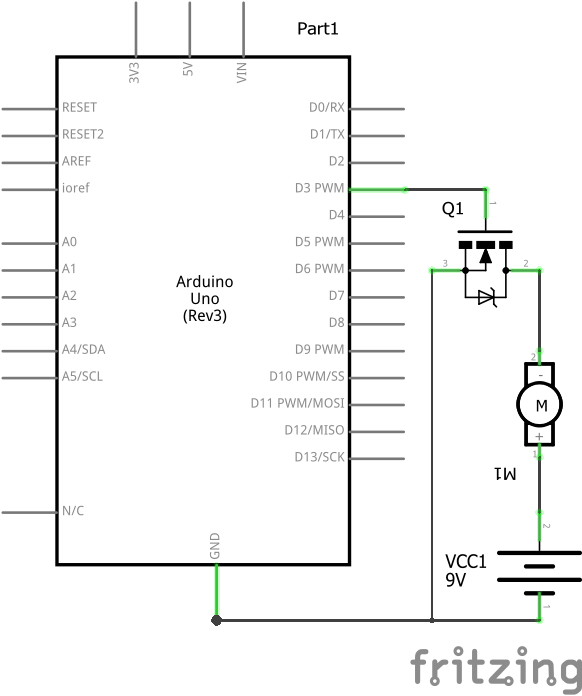 Part1
3V3
5V
VIN
RESET
RESET2
AREF
ioref
A0
A1
A2
A3
A4/SDA
A5/SCL
N/C
Arduino
Uno
(Rev3)
D0/RX
D1/TX
D2
D3 PWM
D4
D5 PWM
D6 PWM
D7
D8
D9 PWM
D10 PWM/SS
D11 PWM/MOSI
D12/MISO
D13/SCK
GND
Q1
1
3
2
2
-
M
+
1
M1
2
VCC1
9V
1
fritzing